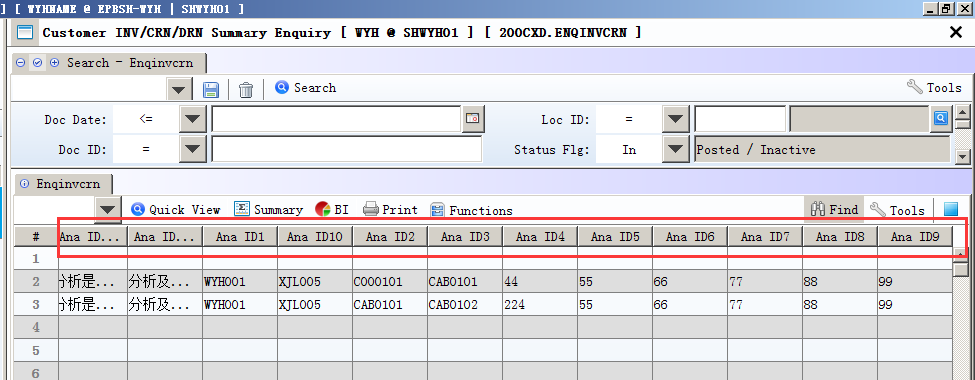 ] [ WYHNAME @ EPBSH-WYH | SHWYH01 ]
Customer INV/CRN/DRN Summary Enquiry [ WYH @ SHWYH01 ] [ 200CXD.ENQINVCRN ]
Search - Enqinvcrn
Search Tools
Doc Date: <= Loc ID: =
Doc ID: = Status Flg: In Posted / Inactive
Enqinvcrn
Quick View Summary BI Print Functions Find Tools
# Ana ID... Ana ID... Ana ID1 Ana ID10 Ana ID2 Ana ID3 Ana ID4 Ana ID5 Ana ID6 Ana ID7 Ana ID8 Ana ID9
1
2 分析是... 分析及... WYH001 XJL005 C000101 CAB0101 44 55 66 77 88 99
3 分析是... 分析及... WYH001 XJL005 CAB0101 CAB0102 224 55 66 77 88 99
4
5
6